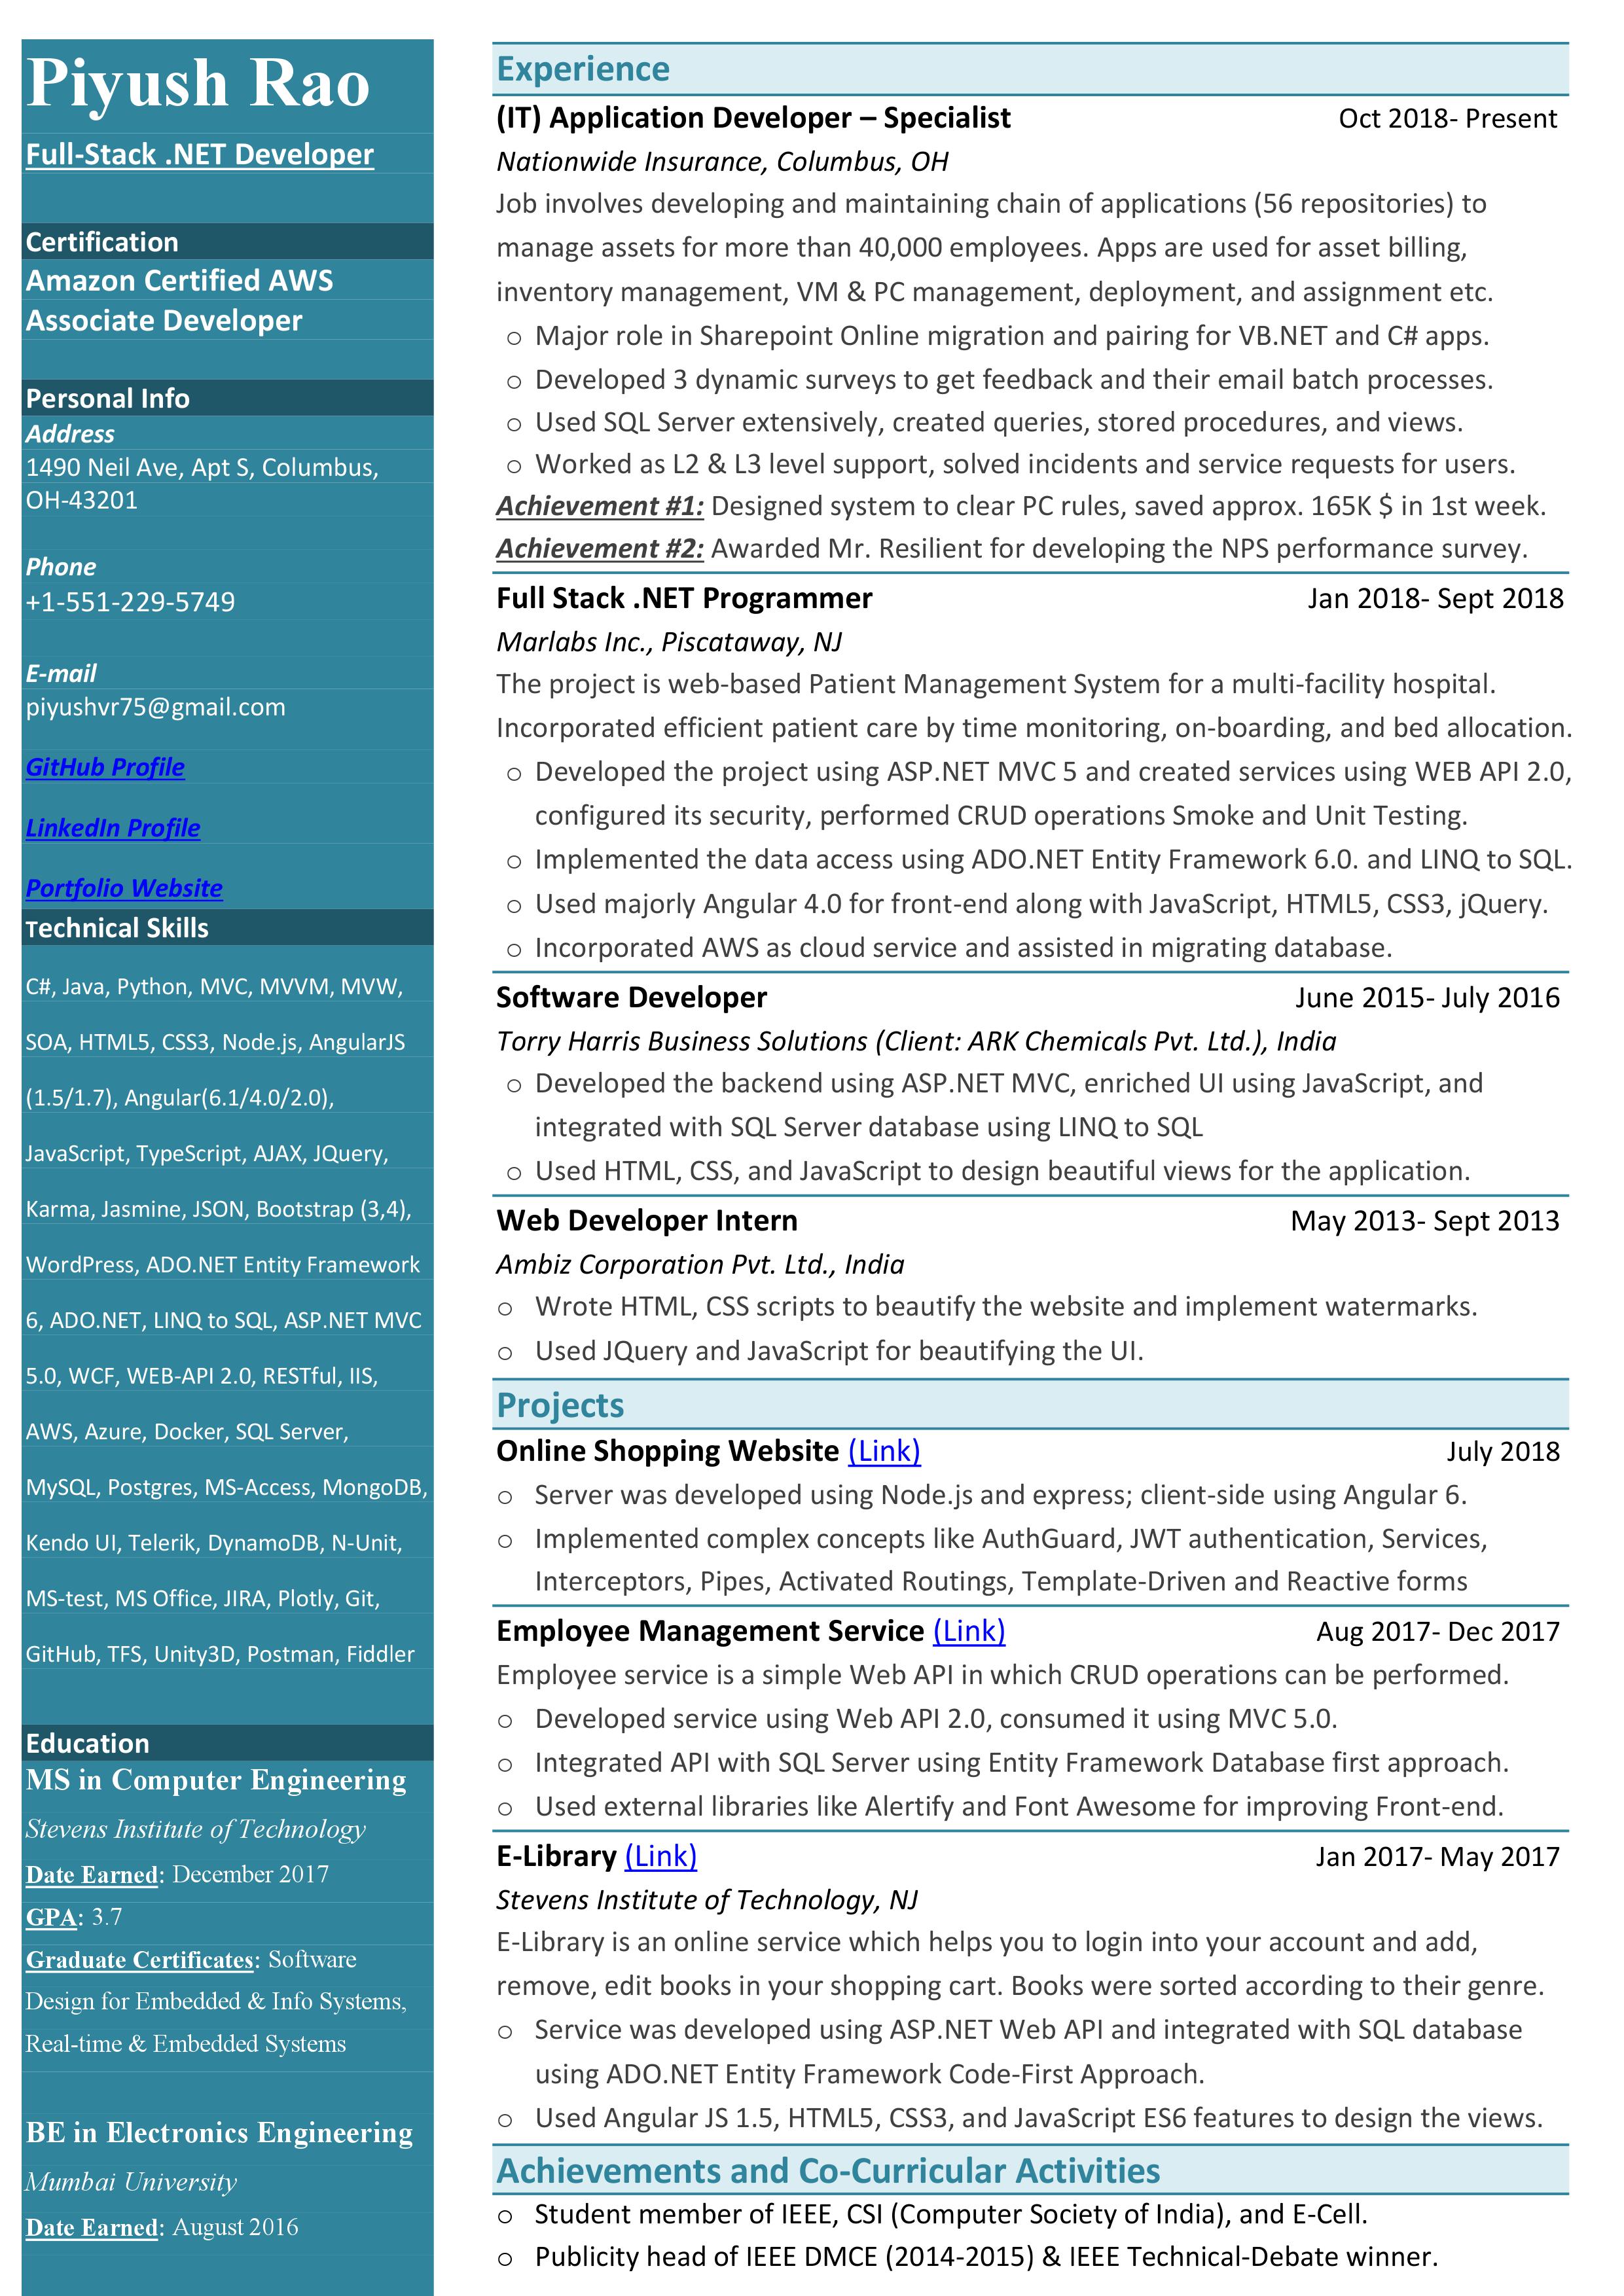 Piyush Rao
Full-Stack .NET Developer
Certification
Amazon Certified AWS
Associate Developer
Personal Info
Address
1490 Neil Ave, Apt S, Columbus,
OH-43201
Phone
+1-551-229-5749
E-mail
piyushvr75@gmail.com
GitHub Profile
LinkedIn Profile
Portfolio Website
Technical Skills
C#, Java, Python, MVC, MVVM, MVW,
SOA, HTML5, CSS3, Node.js, AngularJS
(1.5/1.7), Angular(6.1/4.0/2.0),
JavaScript, TypeScript, AJAX, JQuery,
Karma, Jasmine, JSON, Bootstrap (3,4),
WordPress, ADO.NET Entity Framework
6, ADO.NET, LINQ to SQL, ASP.NET MVC
5.0, WCF, WEB-API 2.0, RESTful, IIS,
AWS, Azure, Docker, SQL Server,
MySQL, Postgres, MS-Access, MongoDB,
Kendo UI, Telerik, DynamoDB, N-Unit,
MS-test, MS Office, JIRA, Plotly, Git,
GitHub, TFS, Unity3D, Postman, Fiddler
Education
MS in Computer Engineering
Stevens Institute of Technology
Date Earned: December 2017
GPA: 3.7
Graduate Certificates: Software
Design for Embedded & Info Systems,
Real-time & Embedded Systems
BE in Electronics Engineering
Mumbai University
Date Earned: August 2016
Experience
(IT) Application Developer – Specialist Oct 2018- Present
Nationwide Insurance, Columbus, OH
Job involves developing and maintaining chain of applications (56 repositories) to
manage assets for more than 40,000 employees. Apps are used for asset billing,
inventory management, VM & PC management, deployment, and assignment etc.
o Major role in Sharepoint Online migration and pairing for VB.NET and C# apps.
o Developed 3 dynamic surveys to get feedback and their email batch processes.
o Used SQL Server extensively, created queries, stored procedures, and views.
o Worked as L2 & L3 level support, solved incidents and service requests for users.
Achievement #1: Designed system to clear PC rules, saved approx. 165K $ in 1st week.
Achievement #2: Awarded Mr. Resilient for developing the NPS performance survey.
Full Stack .NET Programmer Jan 2018- Sept 2018
Marlabs Inc., Piscataway, NJ
The project is web-based Patient Management System for a multi-facility hospital.
Incorporated efficient patient care by time monitoring, on-boarding, and bed allocation.
o Developed the project using ASP.NET MVC 5 and created services using WEB API 2.0,
configured its security, performed CRUD operations Smoke and Unit Testing.
o Implemented the data access using ADO.NET Entity Framework 6.0. and LINQ to SQL.
o Used majorly Angular 4.0 for front-end along with JavaScript, HTML5, CSS3, jQuery.
o Incorporated AWS as cloud service and assisted in migrating database.
Software Developer June 2015- July 2016
Torry Harris Business Solutions (Client: ARK Chemicals Pvt. Ltd.), India
o Developed the backend using ASP.NET MVC, enriched UI using JavaScript, and
integrated with SQL Server database using LINQ to SQL
o Used HTML, CSS, and JavaScript to design beautiful views for the application.
Web Developer Intern May 2013- Sept 2013
Ambiz Corporation Pvt. Ltd., India
o Wrote HTML, CSS scripts to beautify the website and implement watermarks.
o Used JQuery and JavaScript for beautifying the UI.
Projects
Online Shopping Website (Link) July 2018
o Server was developed using Node.js and express; client-side using Angular 6.
o Implemented complex concepts like AuthGuard, JWT authentication, Services,
Interceptors, Pipes, Activated Routings, Template-Driven and Reactive forms
Employee Management Service (Link) Aug 2017- Dec 2017
Employee service is a simple Web API in which CRUD operations can be performed.
o Developed service using Web API 2.0, consumed it using MVC 5.0.
o Integrated API with SQL Server using Entity Framework Database first approach.
o Used external libraries like Alertify and Font Awesome for improving Front-end.
E-Library (Link) Jan 2017- May 2017
Stevens Institute of Technology, NJ
E-Library is an online service which helps you to login into your account and add,
remove, edit books in your shopping cart. Books were sorted according to their genre.
o Service was developed using ASP.NET Web API and integrated with SQL database
using ADO.NET Entity Framework Code-First Approach.
o Used Angular JS 1.5, HTML5, CSS3, and JavaScript ES6 features to design the views.
Achievements and Co-Curricular Activities
o Student member of IEEE, CSI (Computer Society of India), and E-Cell.
o Publicity head of IEEE DMCE (2014-2015) & IEEE Technical-Debate winner.